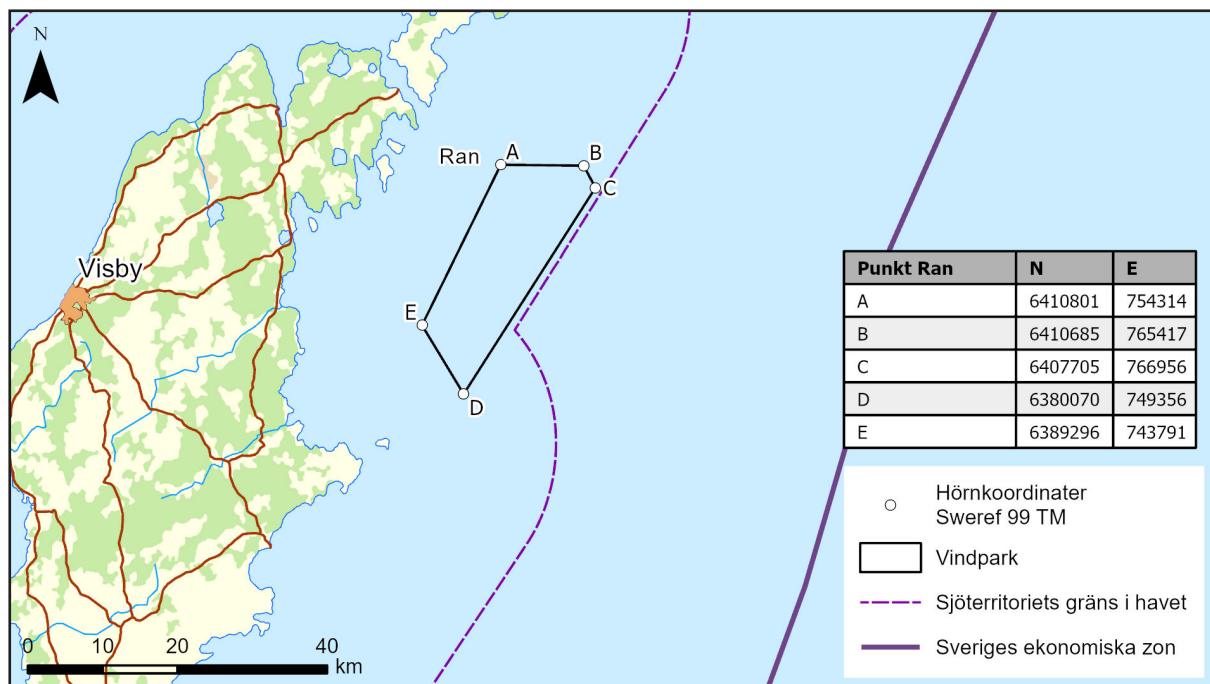 N
Ran
A
B
C
Visby
E
D
Punkt Ran N E
A 6410801 754314
B 6410685 765417
C 6407705 766956
D 6380070 749356
E 6389296 743791
Hörnkoordinater
Sweref 99 TM
Vindpark
Sjöterritoriets gräns i havet
Sveriges ekonomiska zon
0 10 20 40
km